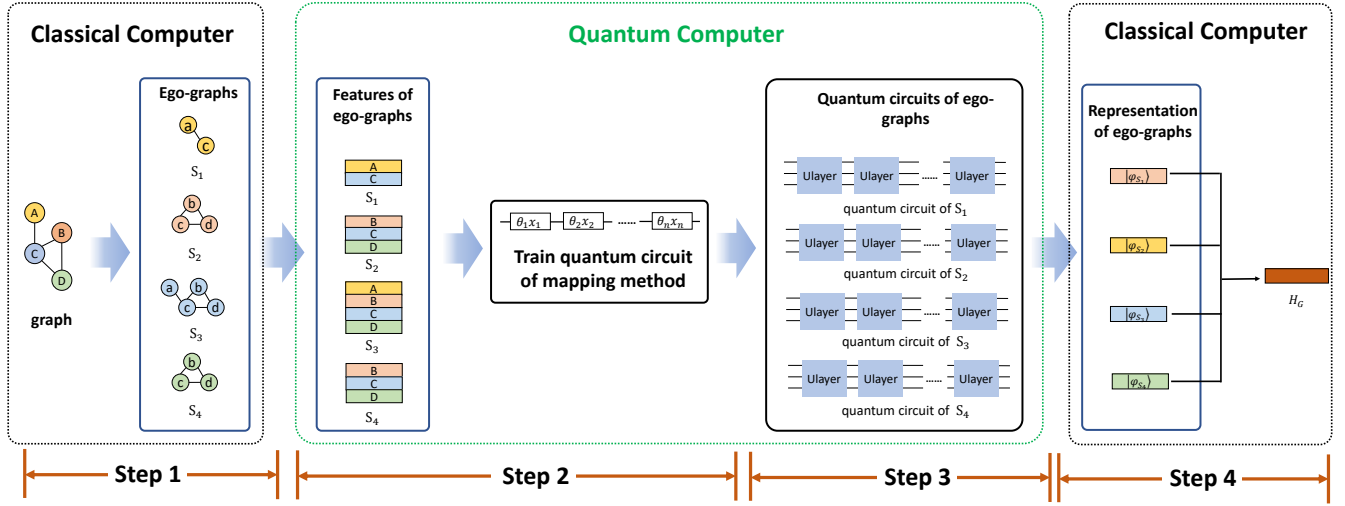 Classical Computer
Quantum Computer
Classical Computer
Ego-graphs
a
c
S1
b
c
d
S2
a
b
c
d
S3
b
c
d
S4
A
B
C
D
graph
Features of
ego-graphs
A
C
S1
B
C
D
S2
A
B
C
D
S3
B
C
D
S4
θ1x1 θ2x2 ...... θnxn
Train quantum circuit
of mapping method
Quantum circuits of ego-
graphs
Ulayer Ulayer ...... Ulayer
quantum circuit of S1
Ulayer Ulayer ...... Ulayer
quantum circuit of S2
Ulayer Ulayer ...... Ulayer
quantum circuit of S3
Ulayer Ulayer ...... Ulayer
quantum circuit of S4
Representation
of ego-graphs
|φS1⟩
|φS2⟩
|φS3⟩
|φS4⟩
HG
Step 1
Step 2
Step 3
Step 4